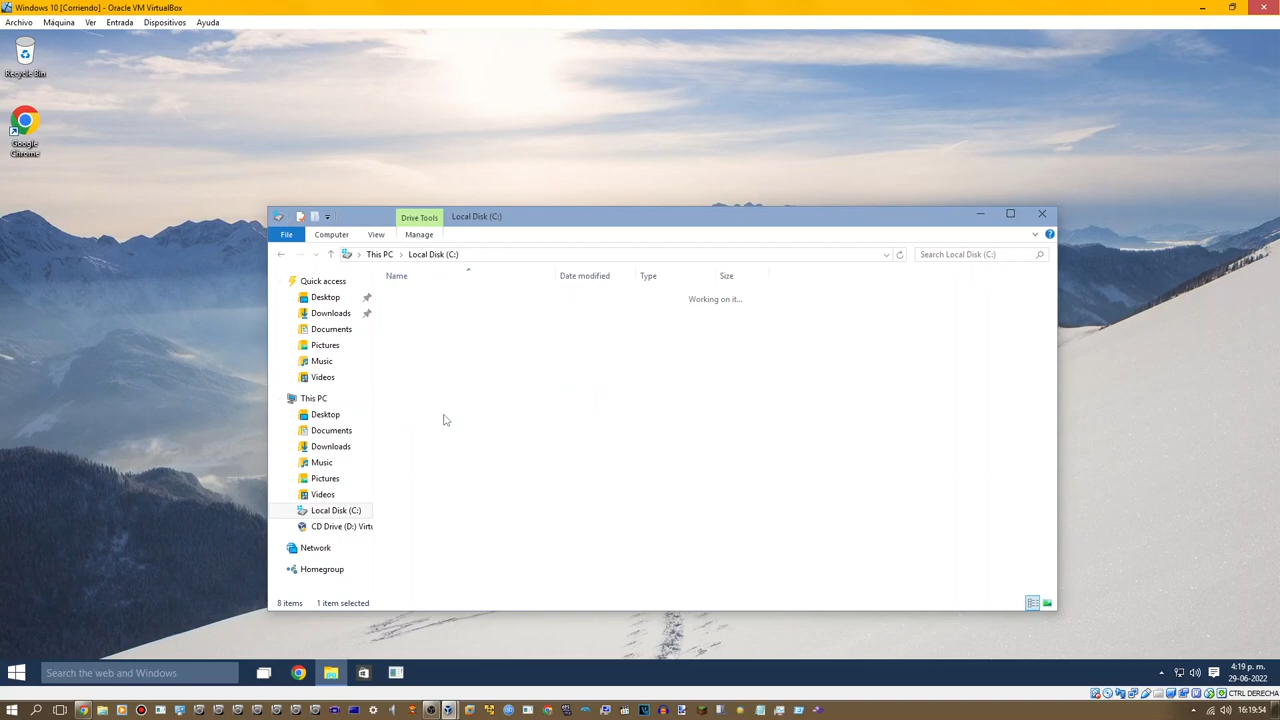 Windows 10 [Corriendo] - Oracle VM VirtualBox
Archivo Máquina Ver Entrada Dispositivos Ayuda
Recycle Bin
Google
Chrome
Drive Tools Local Disk (C:)
File Computer View Manage
This PC Local Disk (C:) Search Local Disk (C:)
Name Date modified Type Size
Working on it...
Quick access
Desktop
Downloads
Documents
Pictures
Music
Videos
This PC
Desktop
Documents
Downloads
Music
Pictures
Videos
Local Disk (C:)
CD Drive (D:) Virtu
Network
Homegroup
8 items 1 item selected
Search the web and Windows
4:19 p. m.
29-06-2022
CTRL DERECHA
16:19:54